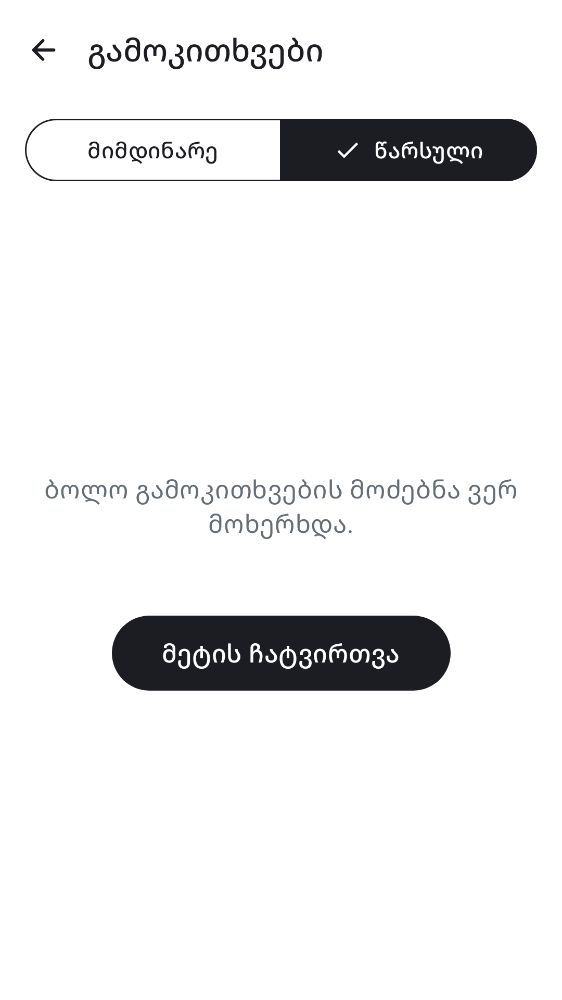 გამოკითხვები
მიმდინარე
წარსული
ბოლო გამოკითხვების მოძებნა ვერ
მოხერხდა.
მეტის ჩატვირთვა